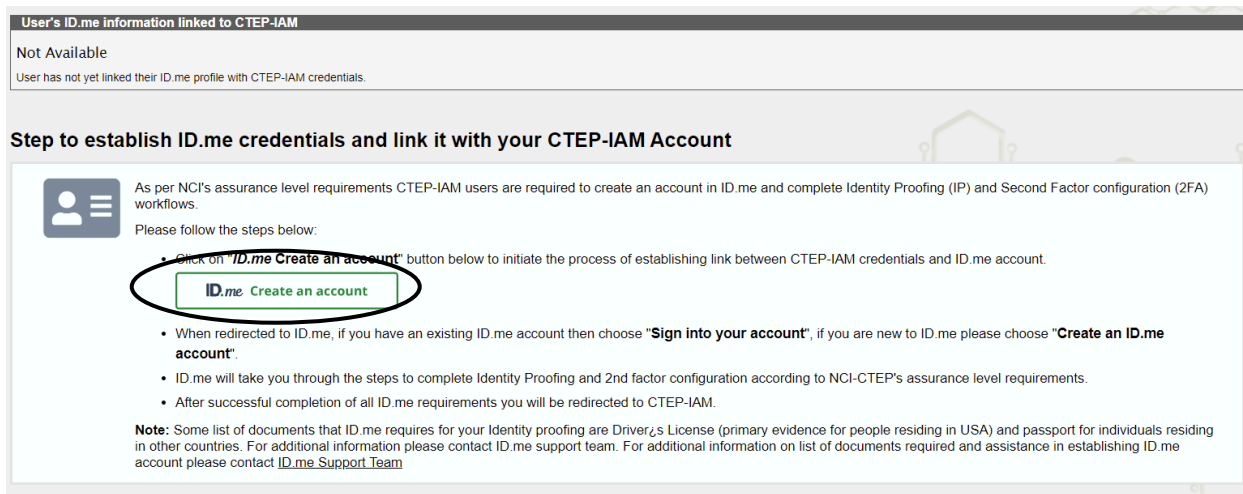 User's ID.me information linked to CTEP-IAM
Not Available
User has not yet linked their ID.me profile with CTEP-IAM credentials.
Step to establish ID.me credentials and link it with your CTEP-IAM Account
As per NCI's assurance level requirements CTEP-IAM users are required to create an account in ID.me and complete Identity Proofing (IP) and Second Factor configuration (2FA)
workflows.
Please follow the steps below:
• Click on "ID.me Create an account" button below to initiate the process of establishing link between CTEP-IAM credentials and ID.me account.
ID.me Create an account
• When redirected to ID.me, if you have an existing ID.me account then choose "Sign into your account", if you are new to ID.me please choose "Create an ID.me
account".
• ID.me will take you through the steps to complete Identity Proofing and 2nd factor configuration according to NCI-CTEP's assurance level requirements.
• After successful completion of all ID.me requirements you will be redirected to CTEP-IAM.
Note: Some list of documents that ID.me requires for your Identity proofing are Driver¿s License (primary evidence for people residing in USA) and passport for individuals residing
in other countries. For additional information please contact ID.me support team. For additional information on list of documents required and assistance in establishing ID.me
account please contact ID.me Support Team